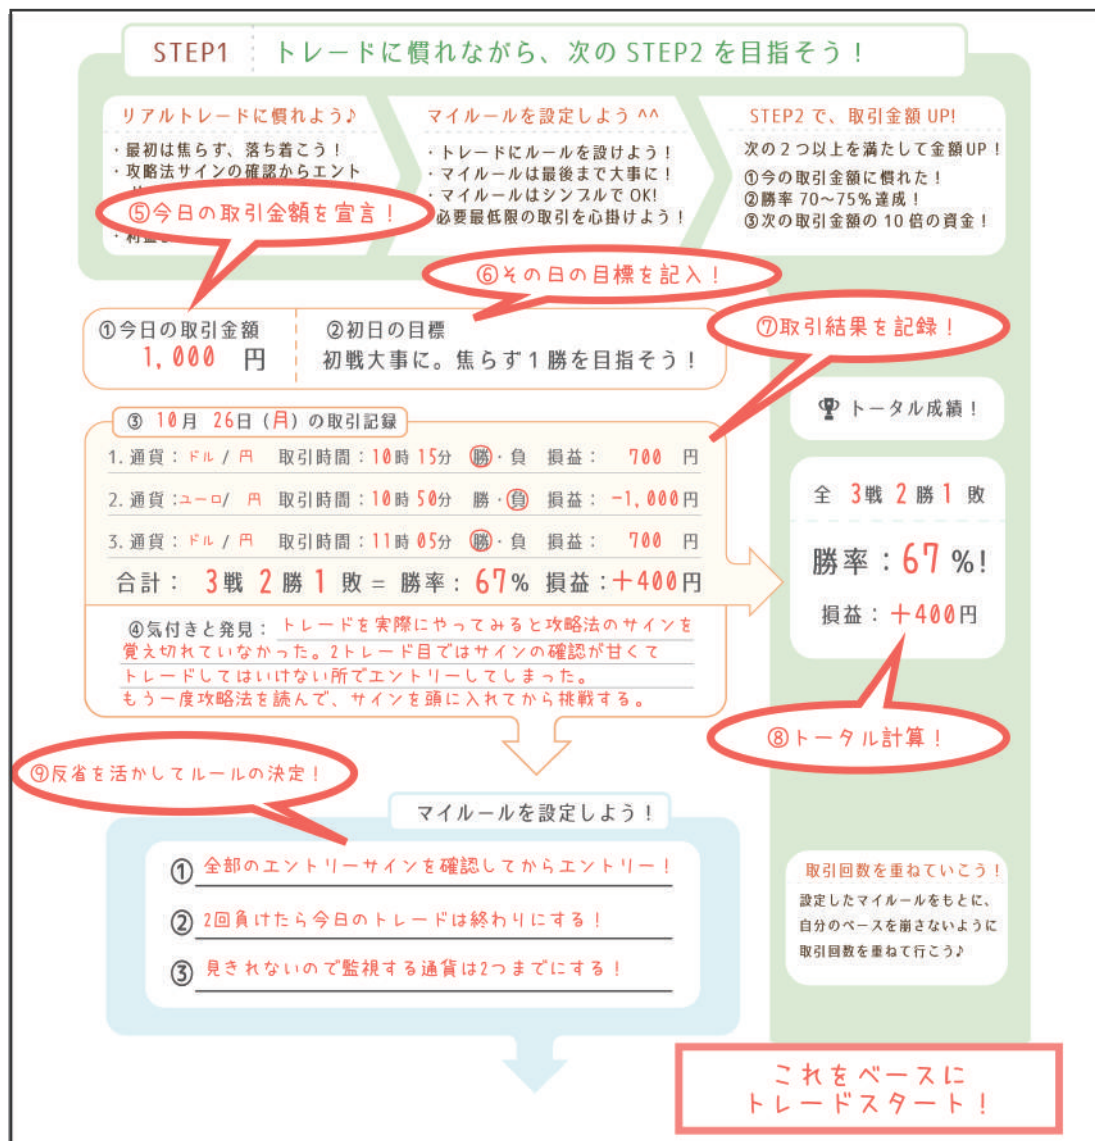 STEP1 トレードに慣れながら、次の STEP2 を目指そう！
リアルトレードに慣れよう♪
・最初は焦らず、落ち着こう！
・攻略法サインの確認からエント
マイルールを設定しよう ^^
・トレードにルールを設けよう！
・マイルールは最後まで大事に！
・マイルールはシンプルで OK!
必要最低限の取引を心掛けよう！
STEP2 で、取引金額 UP!
次の２つ以上を満たして金額UP！
①今の取引金額に慣れた！
②勝率 70〜75％達成！
③次の取引金額の 10 倍の資金！
⑤今日の取引金額を宣言！
⑥その日の目標を記入！
①今日の取引金額
1,000 円
②初日の目標
初戦大事に。焦らず１勝を目指そう！
⑦取引結果を記録！
③ 10月 26日（月）の取引記録
1. 通貨：ドル / 円 取引時間：10時 15分 勝・負 損益： 700 円
2. 通貨：ユーロ/ 円 取引時間：10時 50分 勝・負 損益：-1,000円
3. 通貨：ドル / 円 取引時間：11時 05分 勝・負 損益： 700 円
合計： 3戦 2 勝 1 敗 = 勝率：67% 損益：+400円
④気付きと発見：トレードを実際にやってみると攻略法のサインを
覚え切れていなかった。2トレード目ではサインの確認が甘くて
トレードしてはいけない所でエントリーしてしまった。
もう一度攻略法を読んで、サインを頭に入れてから挑戦する。
トータル成績！
全 3戦 2 勝 1 敗
勝率：67 %!
損益：+400円
⑧トータル計算！
⑨反省を活かしてルールの決定！
マイルールを設定しよう！
① 全部のエントリーサインを確認してからエントリー！
② 2回負けたら今日のトレードは終わりにする！
③ 見きれないので監視する通貨は2つまでにする！
取引回数を重ねていこう！
設定したマイルールをもとに、
自分のペースを崩さないように
取引回数を重ねて行こう♪
これをベースに
トレードスタート！